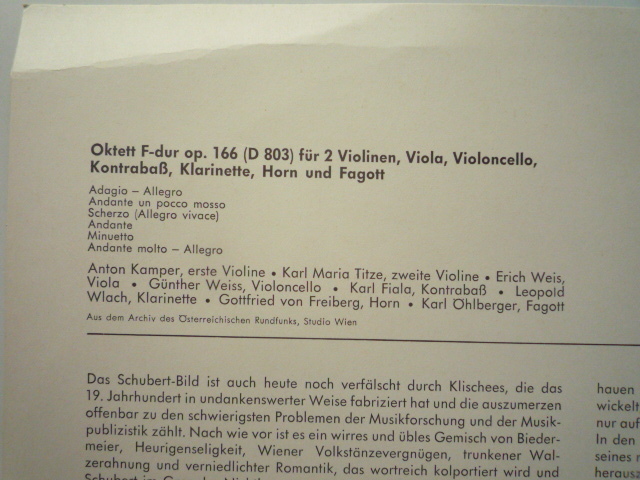 Oktett F-dur op. 166 (D 803) für 2 Violinen, Viola, Violoncello,
Kontrabaß, Klarinette, Horn und Fagott
Adagio – Allegro
Andante un pocco mosso
Scherzo (Allegro vivace)
Andante
Minuetto
Andante molto – Allegro
Anton Kamper, erste Violine • Karl Maria Titze, zweite Violine • Erich Weis,
Viola • Günther Weiss, Violoncello • Karl Fiala, Kontrabaß • Leopold
Wlach, Klarinette • Gottfried von Freiberg, Horn • Karl Öhlberger, Fagott
Aus dem Archiv des Österreichischen Rundfunks, Studio Wien
Das Schubert-Bild ist auch heute noch verfälscht durch Klischees, die das
19. Jahrhundert in undankenswerter Weise fabriziert hat und die auszumerzen
offenbar zu den schwierigsten Problemen der Musikforschung und der Musik-
publizistik zählt. Nach wie vor ist es ein wirres und übles Gemisch von Bieder-
meier, Heurigenseligkeit, Wiener Volkstänzevergnügen, trunkener Wal-
zerahnung und verniedlichter Romantik, das wortreich kolportiert wird und
hauen
wickelt
nur auf
In den
seines
herausz